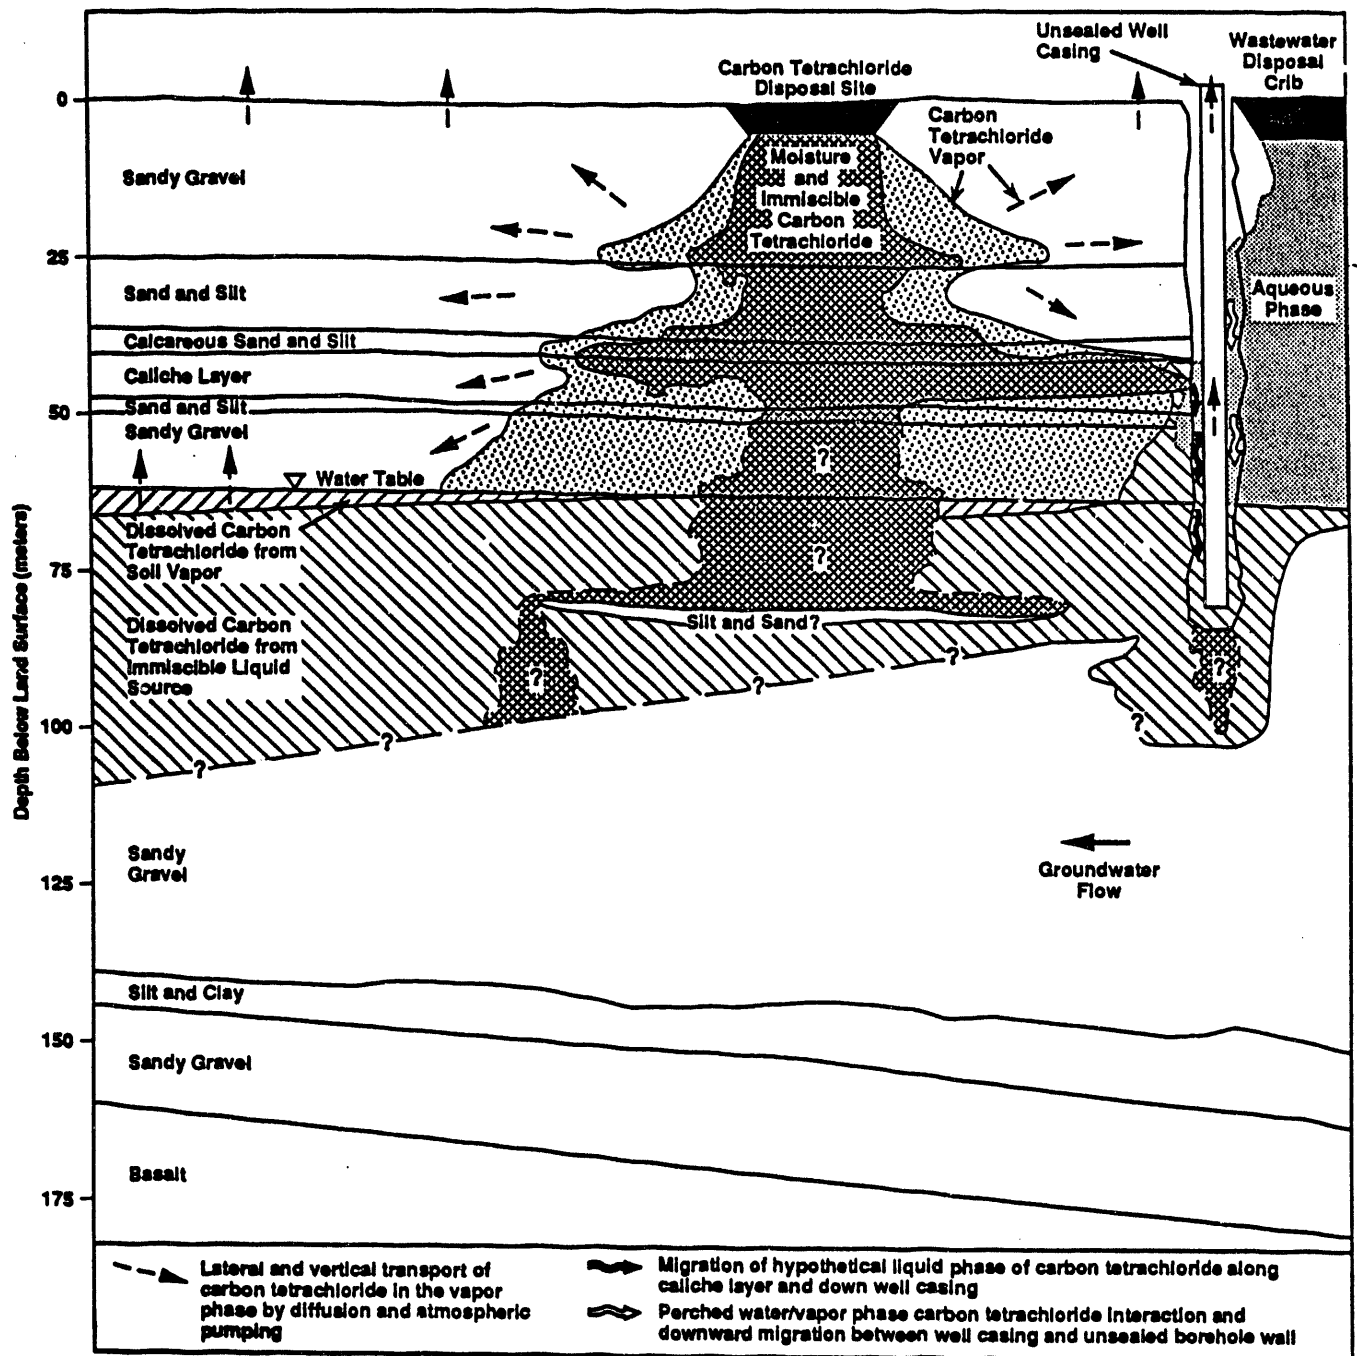 Unsealed Well
Casing
Wastewater
Disposal
Crib
Carbon Tetrachloride
Disposal Site
Carbon
Tetrachloride
Vapor
0
Sandy Gravel
Moisture
and
Immiscible
Carbon
Tetrachloride
25
Sand and Silt
Aqueous
Phase
Calcareous Sand and Silt
Caliche Layer
Sand and Silt
50
Sandy Gravel
?
Water Table
Dissolved Carbon
Tetrachloride from
Soil Vapor
?
75
Silt and Sand?
Dissolved Carbon
Tetrachloride from
Immiscible Liquid
Source
?
?
?
?
?
?
?
100
Depth Below Land Surface (meters)
Sandy
Gravel
Groundwater
Flow
125
Silt and Clay
150
Sandy Gravel
Basalt
175
Lateral and vertical transport of
carbon tetrachloride in the vapor
phase by diffusion and atmospheric
pumping
Migration of hypothetical liquid phase of carbon tetrachloride along
caliche layer and down well casing
Perched water/vapor phase carbon tetrachloride interaction and
downward migration between well casing and unsealed borehole wall